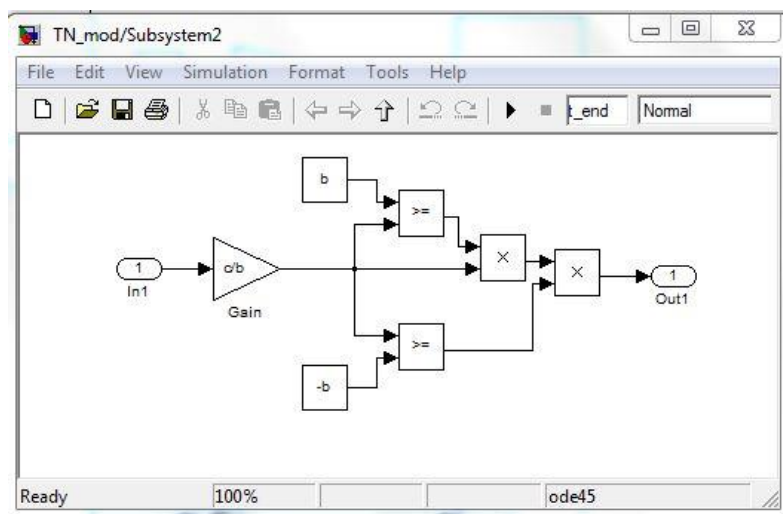 TN_mod/Subsystem2
File Edit View Simulation Format Tools Help
t_end Normal
b
>=
1
In1
c/b
Gain
×
×
1
Out1
>=
-b
Ready 100% ode45